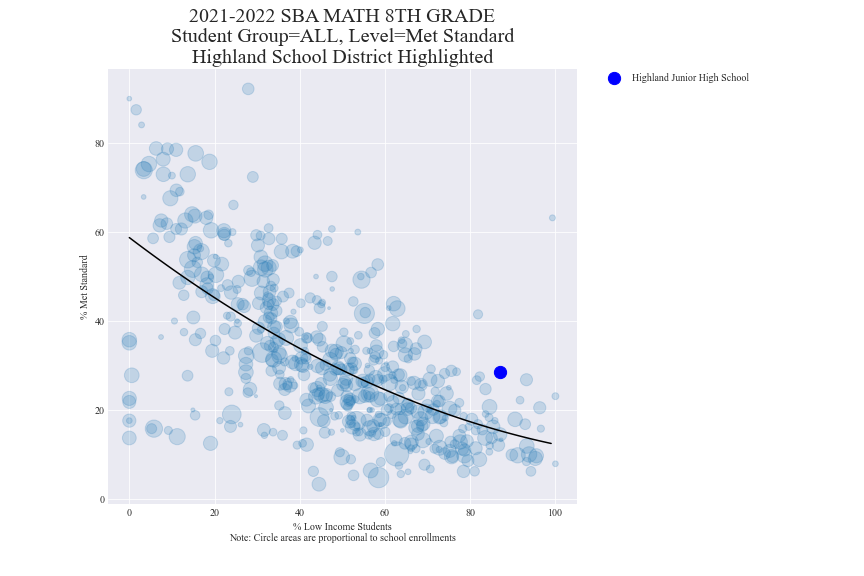 2021-2022 SBA MATH 8TH GRADE
Student Group=ALL, Level=Met Standard
Highland School District Highlighted
Highland Junior High School
% Met Standard
80
60
40
20
0
0 20 40 60 80 100
% Low Income Students
Note: Circle areas are proportional to school enrollments